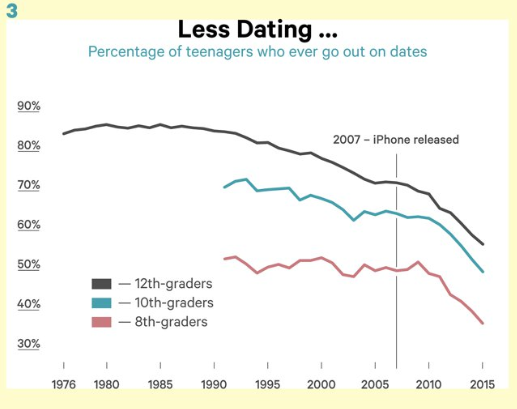 3
Less Dating ...
Percentage of teenagers who ever go out on dates
90%
2007 – iPhone released
80%
70%
60%
50%
— 12th-graders
— 10th-graders
40%
— 8th-graders
30%
1976 1980 1985 1990 1995 2000 2005 2010 2015